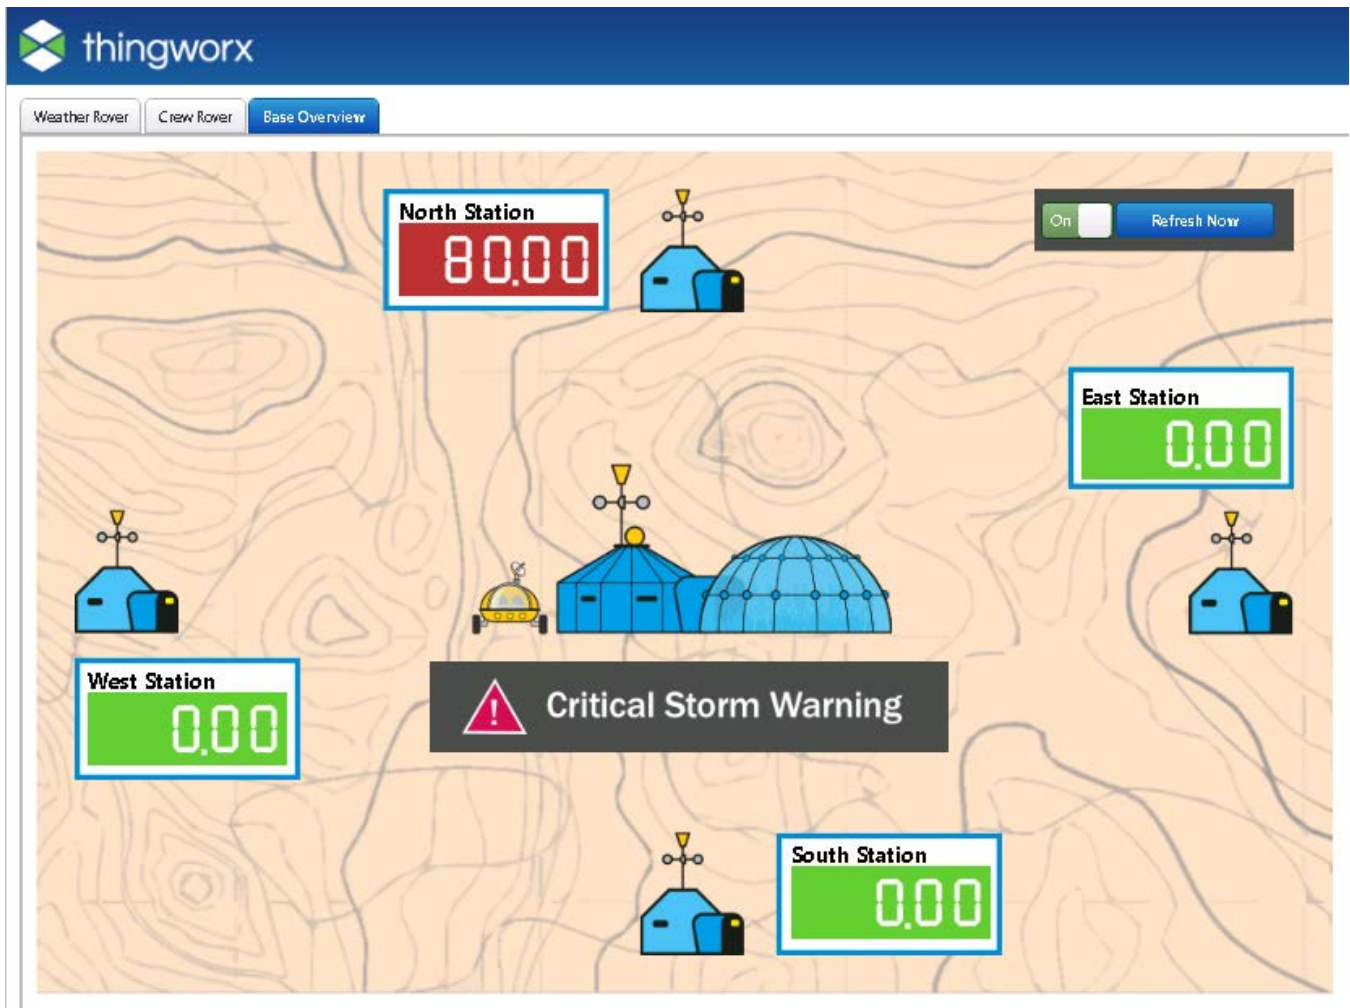 thingworx
Weather Rover
Crew Rover
Base Overview
North Station
80.00
On
Refresh Now
East Station
0.00
West Station
0.00
! Critical Storm Warning
South Station
0.00